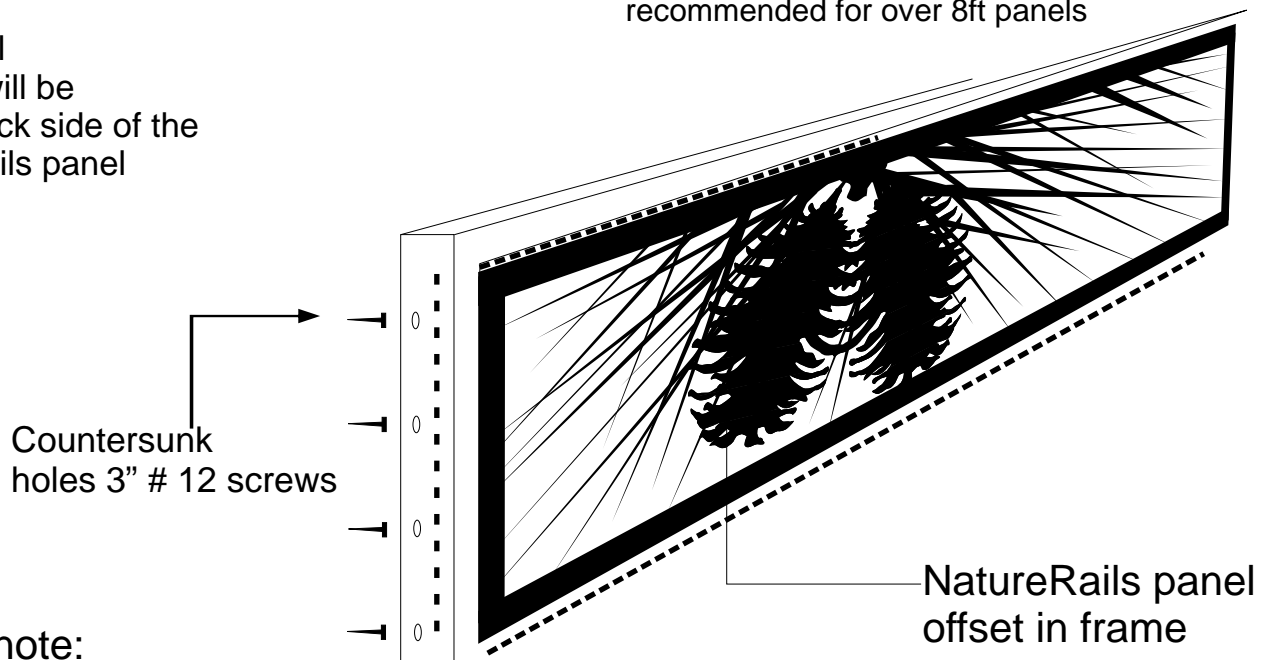 recommended for over 8ft panels
will be
ck side of the
ils panel
Countersunk
holes 3” # 12 screws
NatureRails panel
offset in frame
note: